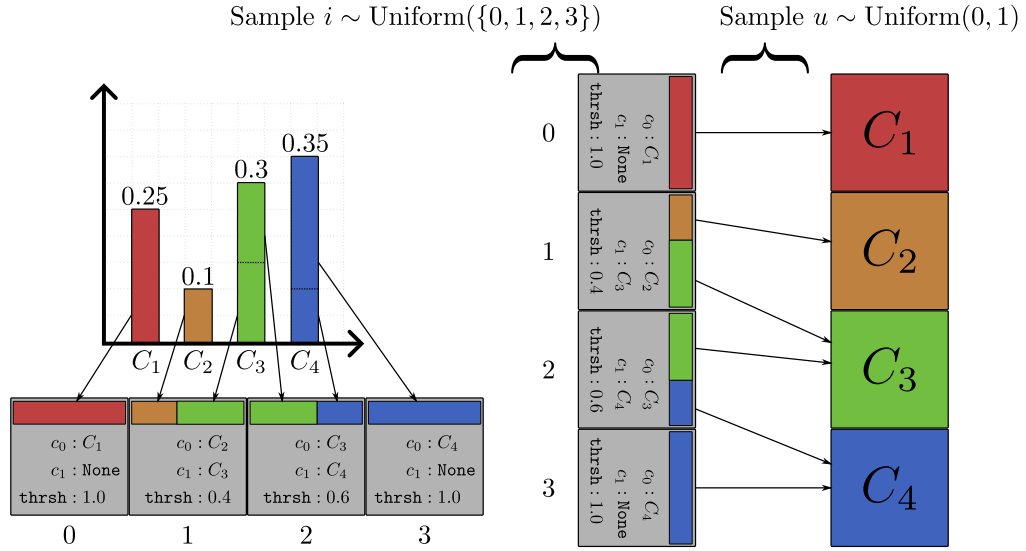 Sample i ∼ Uniform({0, 1, 2, 3})
Sample u ∼ Uniform(0, 1)
0.25
0.1
0.3
0.35
C₁
C₂
C₃
C₄
c₀ : C₁
c₁ : None
thrsh : 1.0
0
c₀ : C₂
c₁ : C₃
thrsh : 0.4
1
c₀ : C₃
c₁ : C₄
thrsh : 0.6
2
c₀ : C₄
c₁ : None
thrsh : 1.0
3
0
c₀ : C₁
c₁ : None
thrsh : 1.0
C₁
1
c₀ : C₂
c₁ : C₃
thrsh : 0.4
C₂
2
c₀ : C₃
c₁ : C₄
thrsh : 0.6
C₃
3
c₀ : C₄
c₁ : None
thrsh : 1.0
C₄